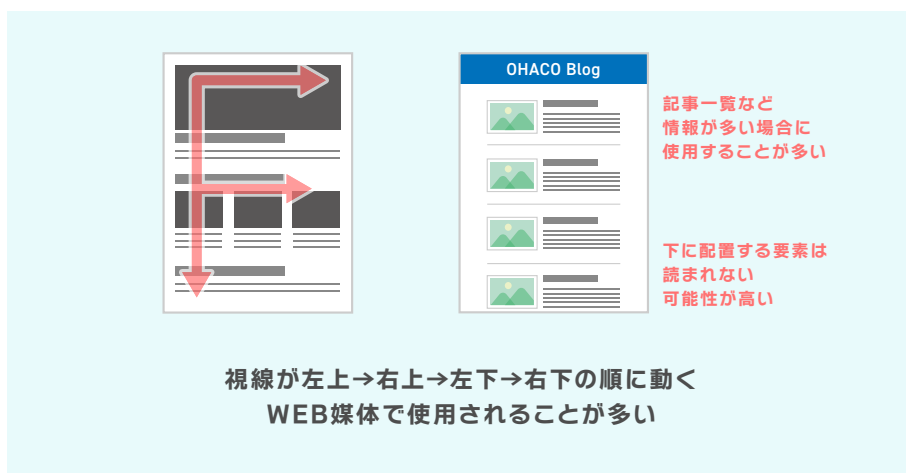 OHACO Blog
記事一覧など
情報が多い場合に
使用することが多い
下に配置する要素は
読まれない
可能性が高い
視線が左上→右上→左下→右下の順に動く
WEB媒体で使用されることが多い